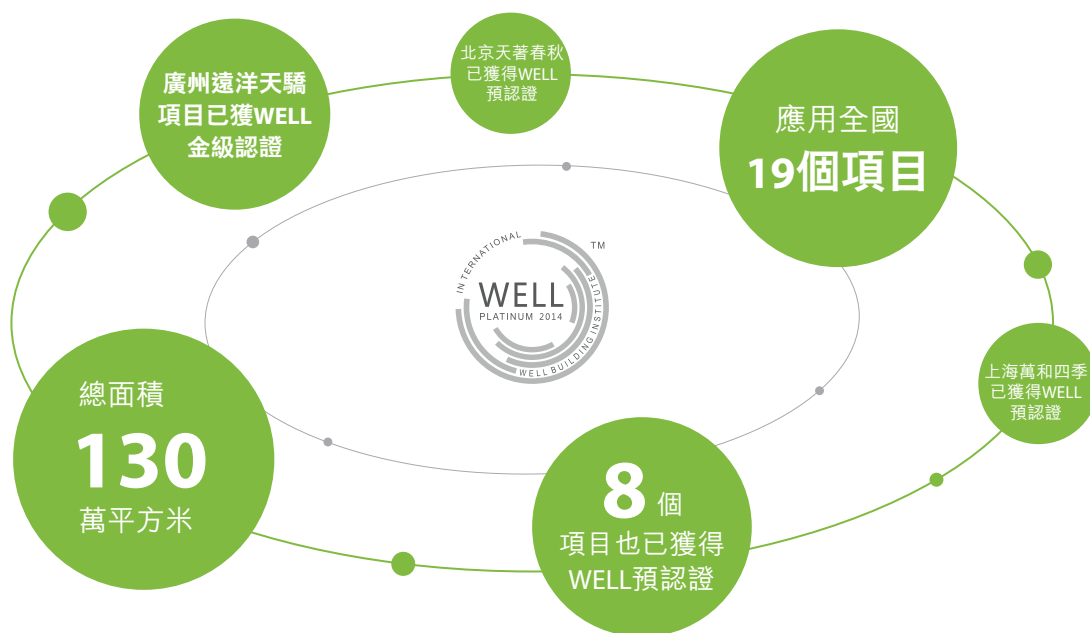 北京天著春秋
已獲得WELL
預認證
廣州遠洋天驕
項目已獲WELL
金級認證
應用全國
19個項目
INTERNATIONAL
TM
WELL
PLATINUM 2014
WELL BUILDING INSTITUTE
上海萬和四季
已獲得WELL
預認證
總面積
130
萬平方米
8個
項目也已獲得
WELL預認證